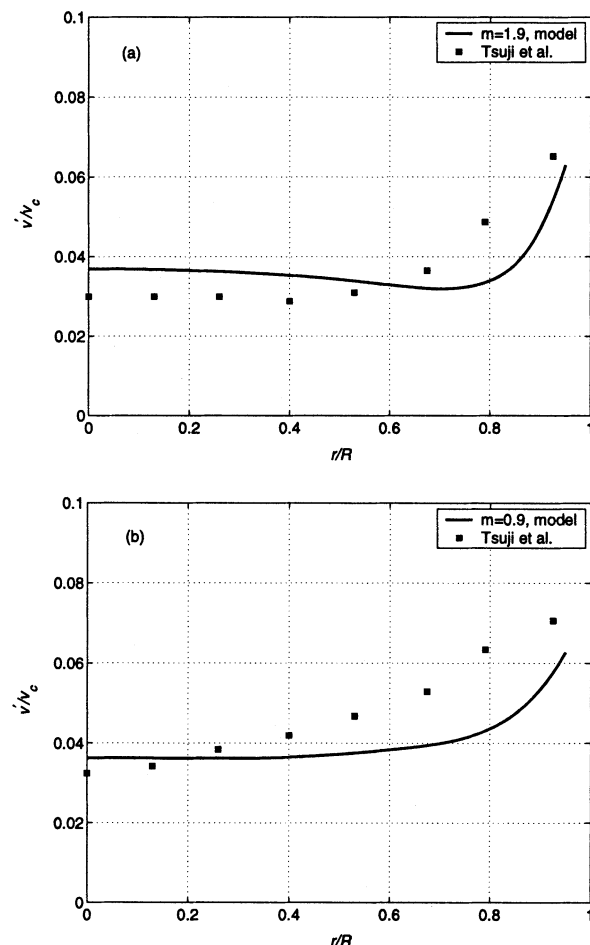 0.1
(a)
m=1.9, model
Tsuji et al.
0.08
0.06
v'/v_c
0.04
0.02
0
0 0.2 0.4 0.6 0.8 1
r/R
0.1
(b)
m=0.9, model
Tsuji et al.
0.08
0.06
v'/v_c
0.04
0.02
0
0 0.2 0.4 0.6 0.8 1
r/R